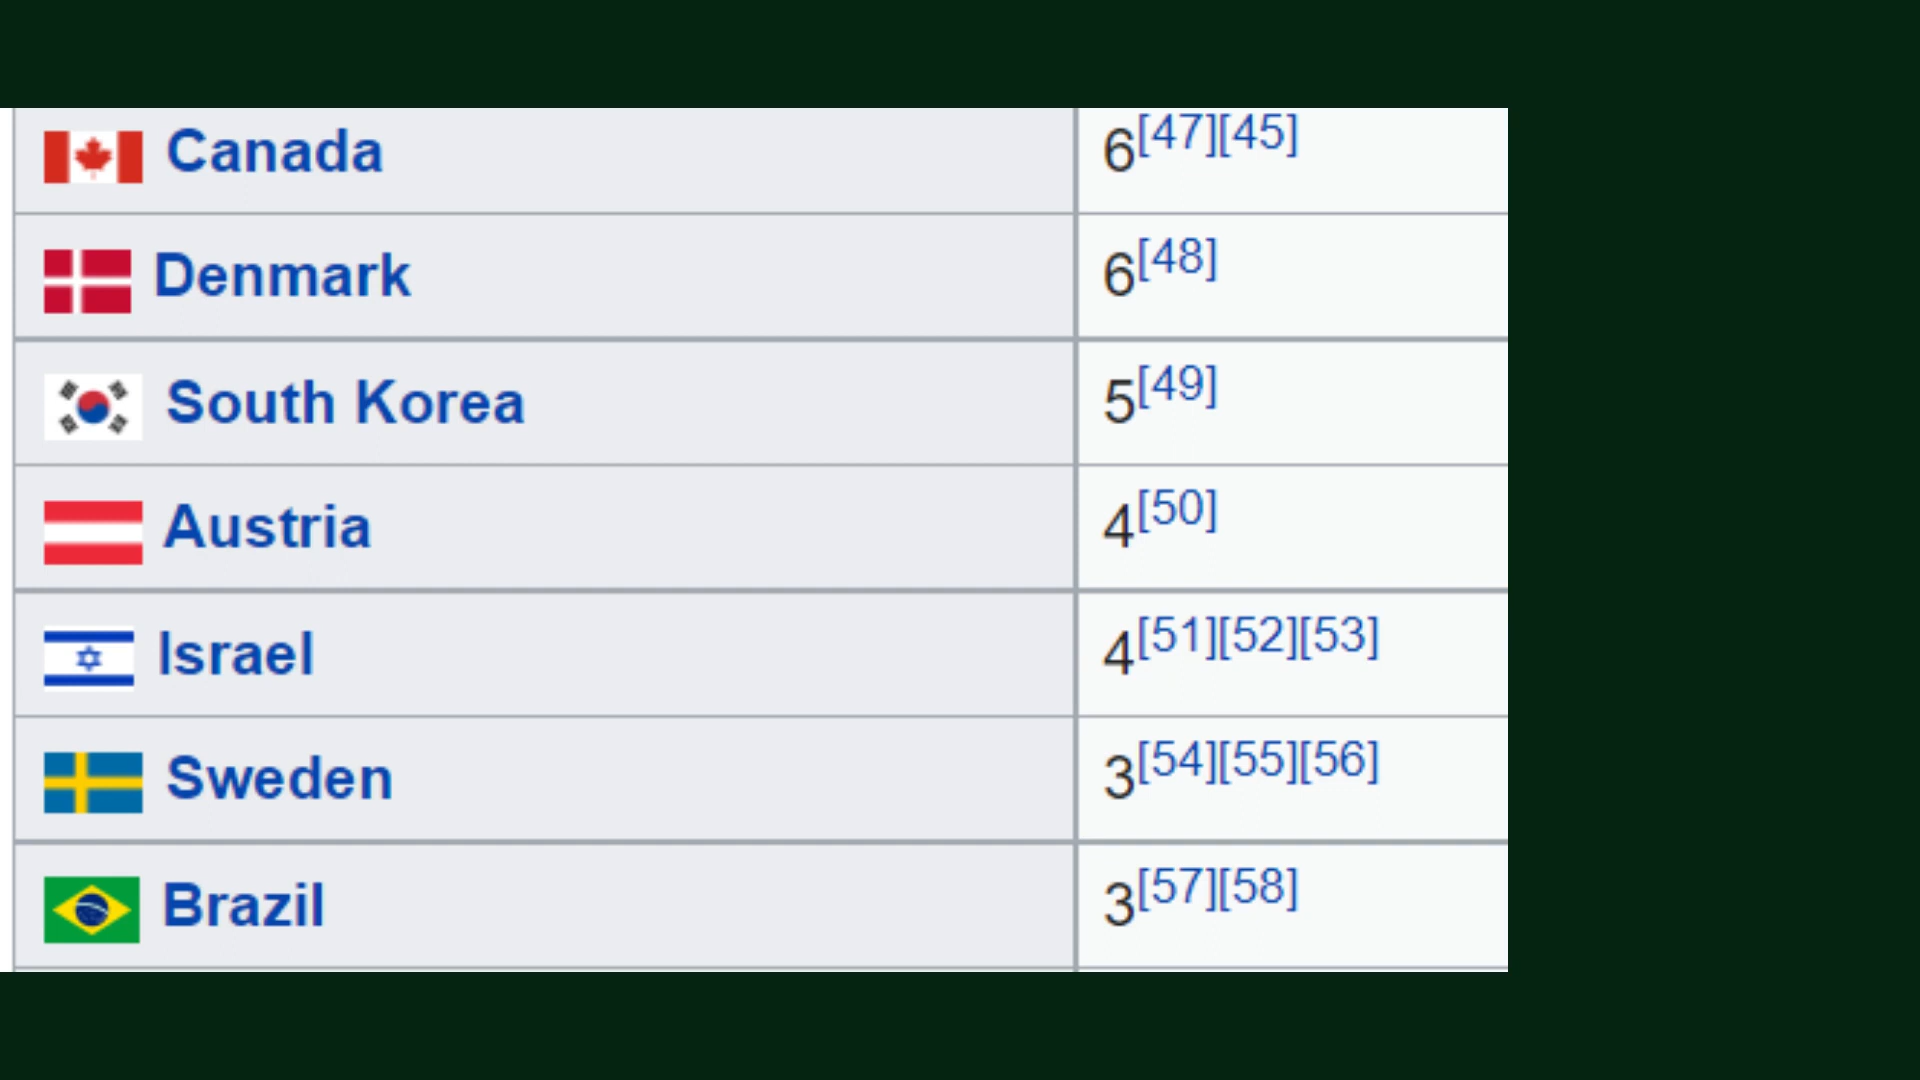 Canada 6[47][45]
Denmark 6[48]
South Korea 5[49]
Austria 4[50]
Israel 4[51][52][53]
Sweden 3[54][55][56]
Brazil 3[57][58]